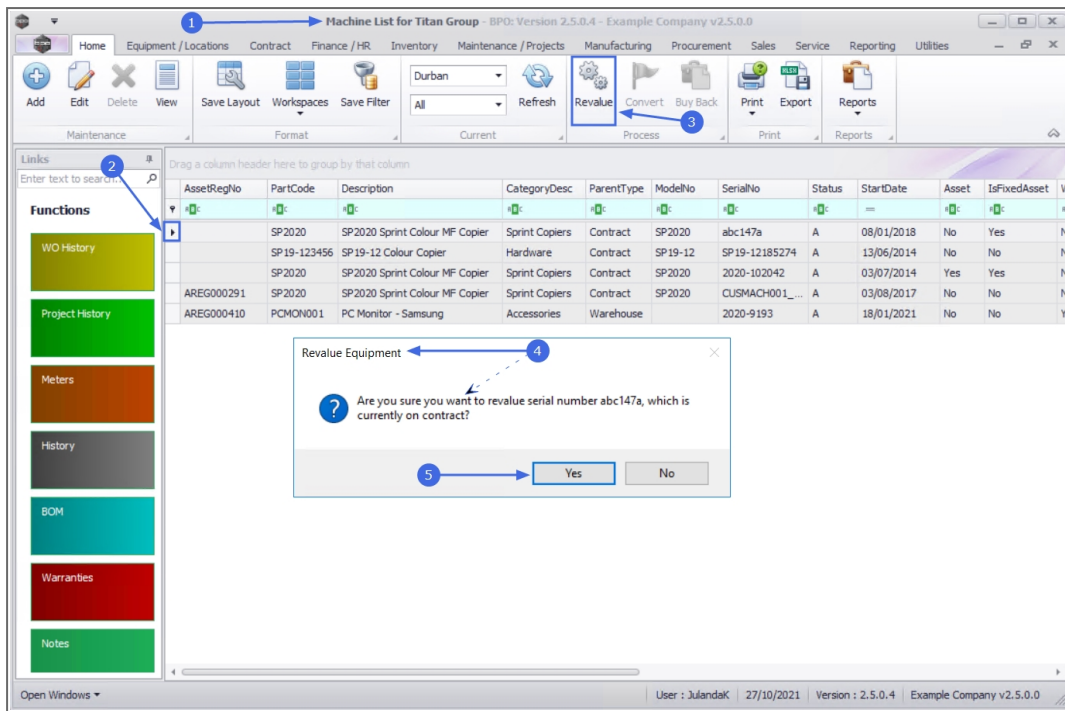 1
Machine List for Titan Group - BPO: Version 2.5.0.4 - Example Company v2.5.0.0
Home Equipment / Locations Contract Finance / HR Inventory Maintenance / Projects Manufacturing Procurement Sales Service Reporting Utilities
Durban
All
Add Edit Delete View Save Layout Workspaces Save Filter Refresh Revalue Convert Buy Back Print Export Reports
3
Maintenance Format Current Process Print Reports
Links
2
Enter text to search...
Drag a column header here to group by that column
AssetRegNo PartCode Description CategoryDesc ParentType ModelNo SerialNo Status StartDate Asset IsFixedAsset
SP2020 SP2020 Sprint Colour MF Copier Sprint Copiers Contract SP2020 abc147a A 08/01/2018 No Yes
SP19-123456 SP19-12 Colour Copier Hardware Contract SP19-12 SP19-12185274 A 13/06/2014 No No
SP2020 SP2020 Sprint Colour MF Copier Sprint Copiers Contract SP2020 2020-102042 A 03/07/2014 Yes Yes
AREG000291 SP2020 SP2020 Sprint Colour MF Copier Sprint Copiers Contract SP2020 CUSMACH001_... A 03/08/2017 No No
AREG000410 PCMON001 PC Monitor - Samsung Accessories Warehouse 2020-9193 A 18/01/2021 No No
Functions
WO History
Project History
Meters
History
BOM
Warranties
Notes
Revalue Equipment
4
Are you sure you want to revalue serial number abc147a, which is
currently on contract?
5
Yes No
Open Windows
User : JulandaK 27/10/2021 Version : 2.5.0.4 Example Company v2.5.0.0